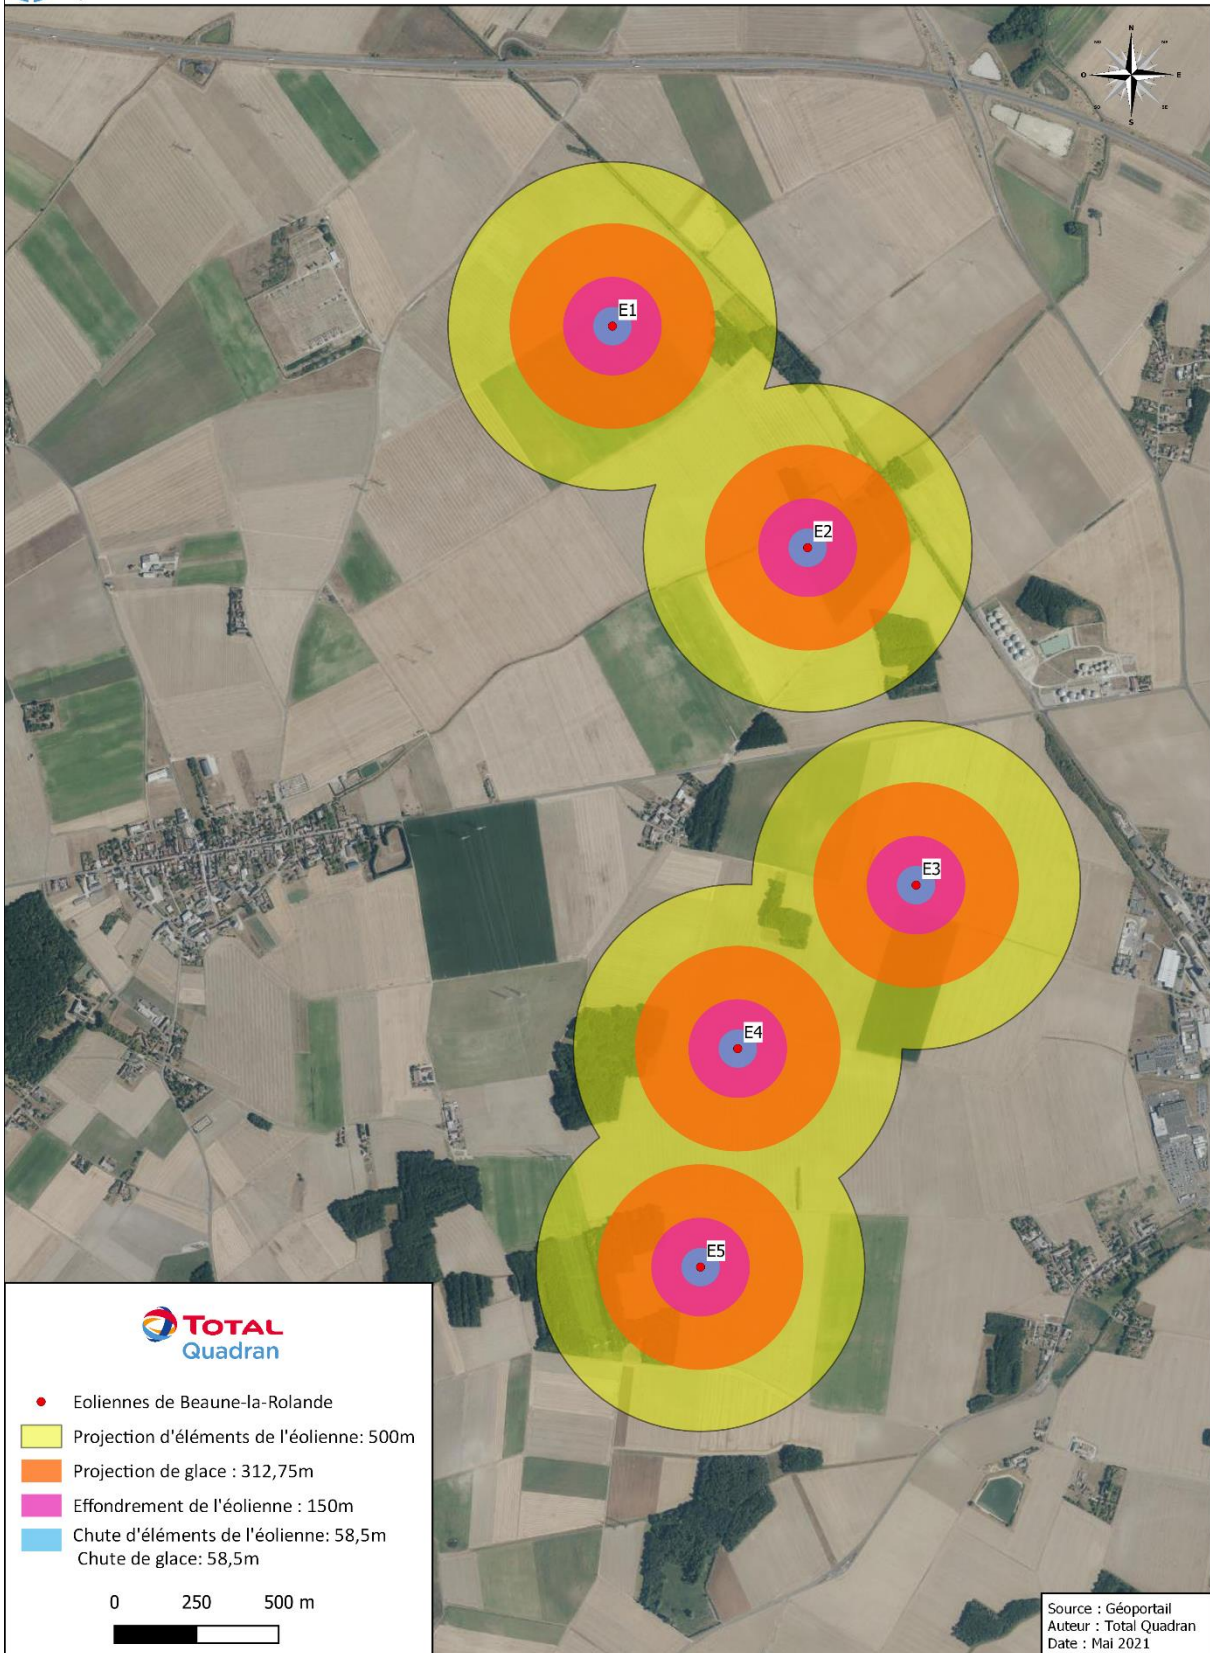 N
O
E
S
E1
E2
E3
E4
E5
TOTAL
Quadran
Eoliennes de Beaune-la-Rolande
Projection d'éléments de l'éolienne: 500m
Projection de glace : 312,75m
Effondrement de l'éolienne : 150m
Chute d'éléments de l'éolienne: 58,5m
Chute de glace: 58,5m
0 250 500 m
Source : Géoportail
Auteur : Total Quadran
Date : Mai 2021